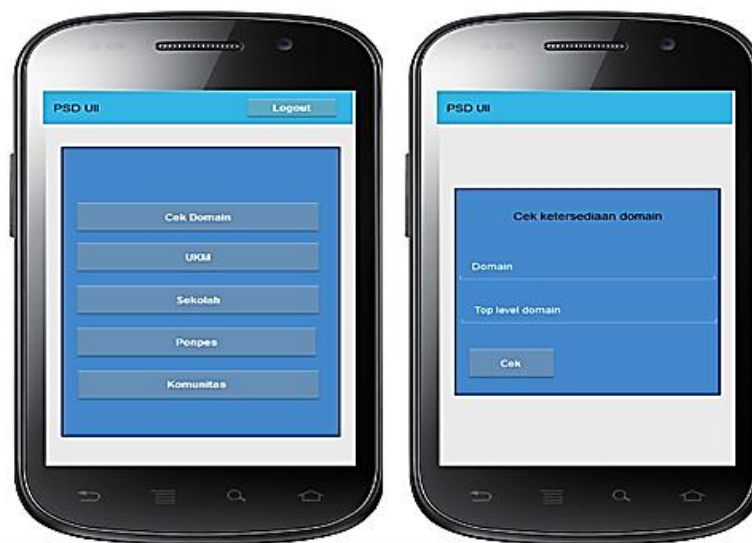 PSD UII
Logout
Cek Domain
UKM
Sekolah
Ponpes
Komunitas
PSD UII
Cek ketersediaan domain
Domain
Top level domain
Cek